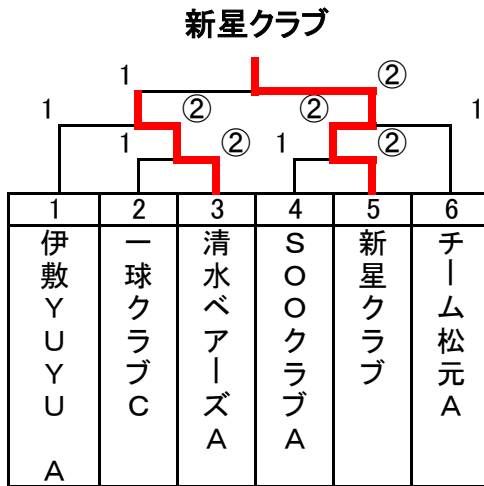 新星クラブ
1 ②
1 ② ② 1
1 ② 1
1 2 3 4 5 6
伊敷YUYU A
一球クラブC
清水ベアーズA
SOOクラブA
新星クラブ
チーム松元A